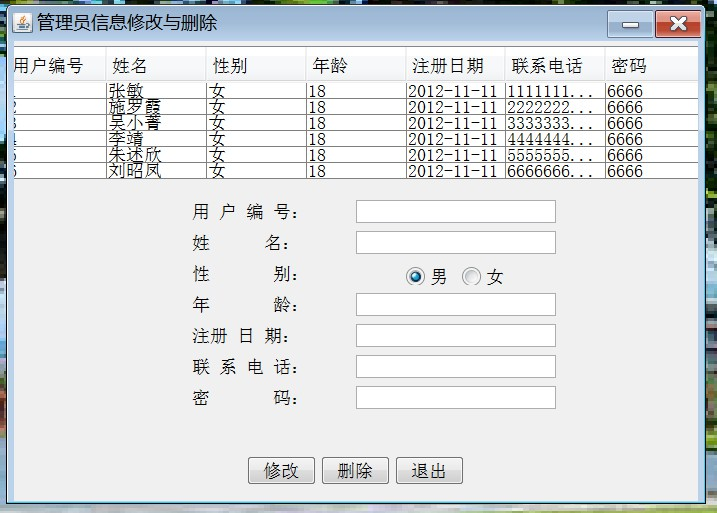 管理员信息修改与删除
用户编号 姓名 性别 年龄 注册日期 联系电话 密码
张敏 女 18 2012-11-11 1111111... 6666
施罗霞 女 18 2012-11-11 2222222... 6666
吴小菁 女 18 2012-11-11 3333333... 6666
李靖 女 18 2012-11-11 4444444... 6666
朱述欣 女 18 2012-11-11 5555555... 6666
刘昭凤 女 18 2012-11-11 6666666... 6666
用 户 编 号:
姓 名:
性 别: 男 女
年 龄:
注册 日 期:
联 系 电 话:
密 码:
修改 删除 退出